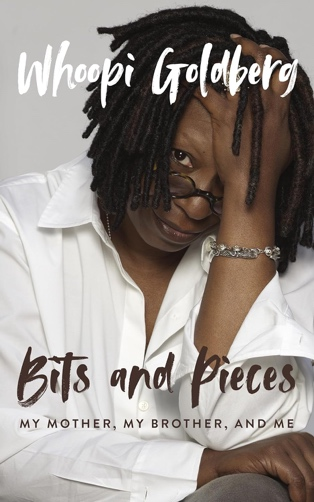 Whoopi Goldberg
Bits and Pieces
MY MOTHER, MY BROTHER, AND ME